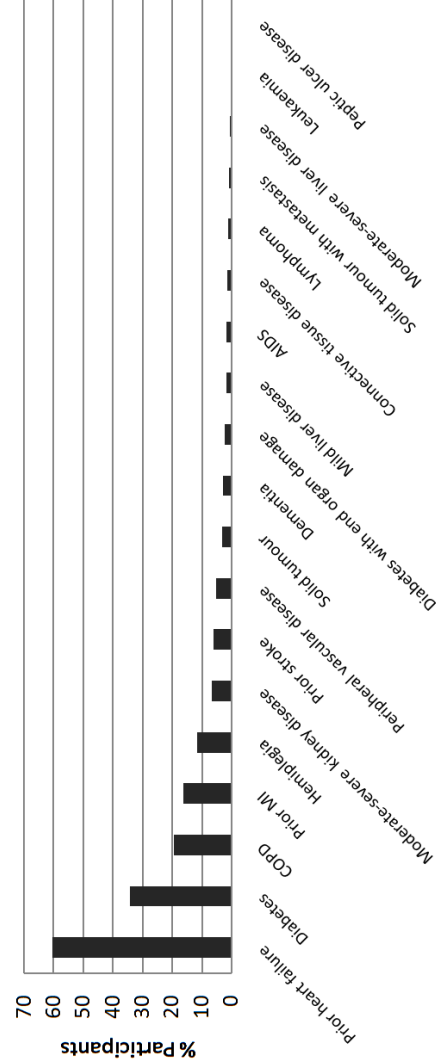 % Participants
70
60
50
40
30
20
10
0
Prior heart failure
Diabetes
COPD
Prior MI
Hemiplegia
Moderate-severe kidney disease
Prior stroke
Peripheral vascular disease
Solid tumour
Dementia
Diabetes with end organ damage
Mild liver disease
AIDS
Connective tissue disease
Lymphoma
Solid tumour with metastasis
Moderate-severe liver disease
Leukaemia
Peptic ulcer disease